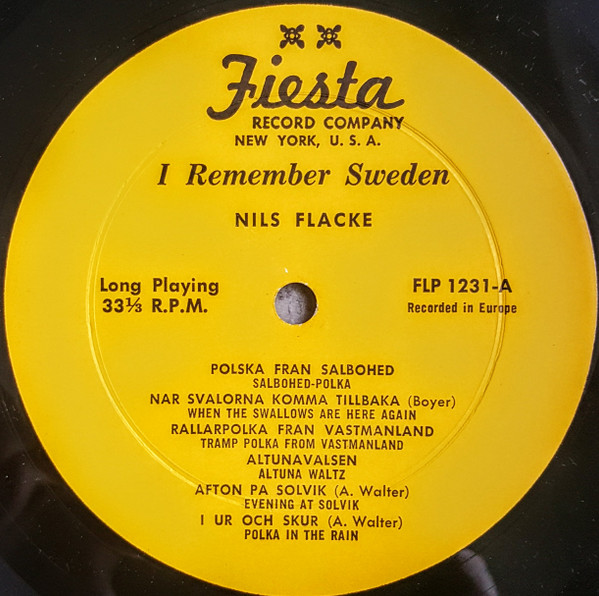 Fiesta
RECORD COMPANY
NEW YORK, U. S. A.
I Remember Sweden
NILS FLACKE
Long Playing
33⅓ R.P.M.
FLP 1231-A
Recorded in Europe
POLSKA FRAN SALBOHED
SALBOHED-POLKA
NAR SVALORNA KOMMA TILLBAKA (Boyer)
WHEN THE SWALLOWS ARE HERE AGAIN
RALLARPOLKA FRAN VASTMANLAND
TRAMP POLKA FROM VASTMANLAND
ALTUNAVALSEN
ALTUNA WALTZ
AFTON PA SOLVIK (A. Walter)
EVENING AT SOLVIK
I UR OCH SKUR (A. Walter)
POLKA IN THE RAIN